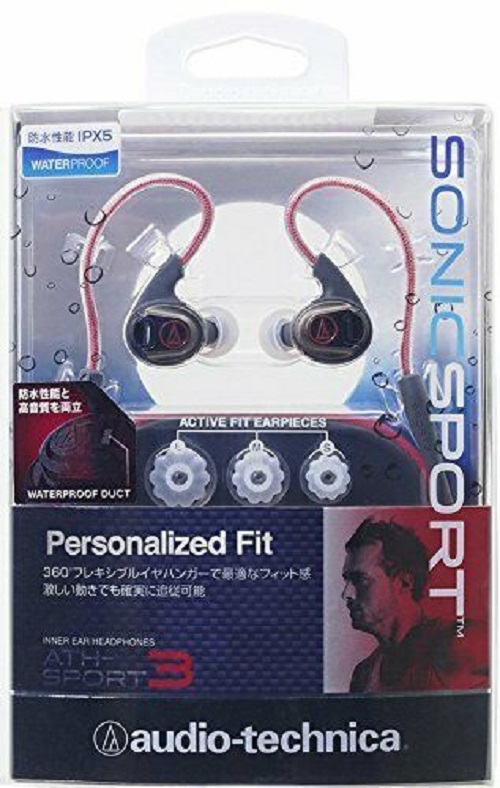 防水性能 IPX5
WATERPROOF
SONICSPORT™
防水性能と
高音質を両立
WATERPROOF DUCT
ACTIVE FIT EARPIECES
L M S
Personalized Fit
360°フレキシブルイヤハンガーで最適なフィット感
激しい動きでも確実に追従可能
INNER EAR HEADPHONES
ATH-
SPORT3
audio-technica